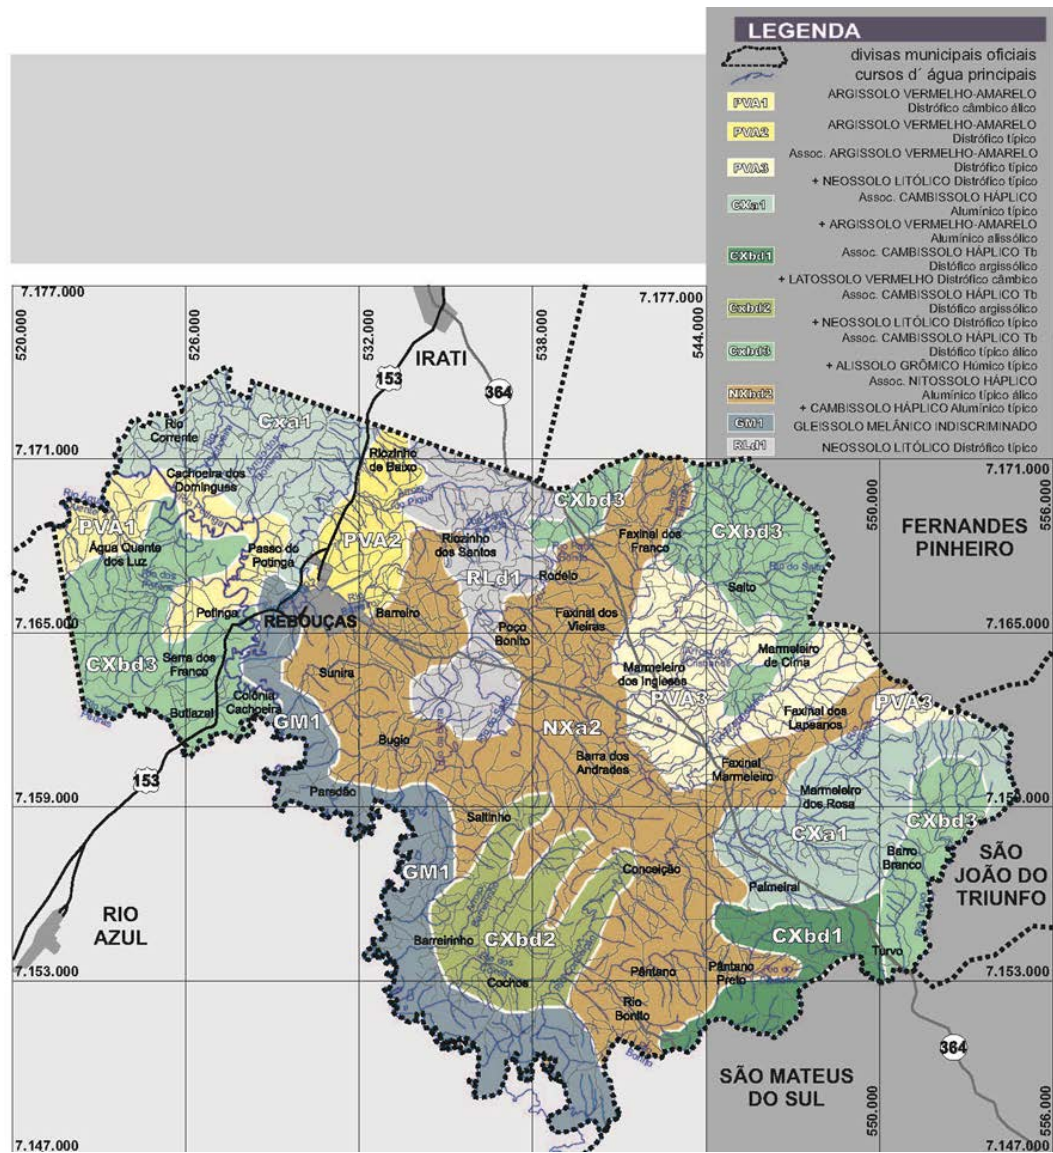 LEGENDA
divisas municipais oficiais
cursos d´ água principais
PVA1
ARGISSOLO VERMELHO-AMARELO
Distrófico câmbico álico
PVA2
ARGISSOLO VERMELHO-AMARELO
Distrófico típico
PVA3
Assoc. ARGISSOLO VERMELHO-AMARELO
Distrófico típico
+ NEOSSOLO LITÓLICO Distrófico típico
CXa1
Assoc. CAMBISSOLO HÁPLICO
Alumínico típico
+ ARGISSOLO VERMELHO-AMARELO
Alumínico alissólico
CXbd1
Assoc. CAMBISSOLO HÁPLICO Tb
Distófico argissólico
+ LATOSSOLO VERMELHO Distrófico câmbico
Cxbd2
Assoc. CAMBISSOLO HÁPLICO Tb
Distófico argissólico
+ NEOSSOLO LITÓLICO Distrófico típico
Cxbd3
Assoc. CAMBISSOLO HÁPLICO Tb
Distófico típico álico
+ ALISSOLO GRÔMICO Húmico típico
NXbd2
Assoc. NITOSSOLO HÁPLICO
Alumínico típico álico
+ CAMBISSOLO HÁPLICO Alumínico típico
GM1
GLEISSOLO MELÂNICO INDISCRIMINADO
RLd1
NEOSSOLO LITÓLICO Distrófico típico
7.177.000
7.177.000
520.000
526.000
532.000
538.000
544.000
IRATI
153
364
Rio
Corrente
Cxa1
Cachoeira dos
Domingues
Riozinho
de Baixo
7.171.000
7.171.000
550.000
556.000
FERNANDES
PINHEIRO
CXbd3
CXbd3
PVA1
Água Quente
dos Luz
Passo do
Potinga
PVA2
Riozinho
dos Santos
RLd1
Rodeio
Faxinal
do Franco
Salto
Rio do Salto
Potinga
REBOUÇAS
Barreiro
Poço
Bonito
Faxinal dos
Vieiras
7.165.000
7.165.000
CXbd3
Serra dos
Franco
Butiazal
Colônia
Cachoeira
Sunira
GM1
Bugio
Marmeleiro
dos Ingleses
Marmeleiro
de Cima
PVA3
PVA3
Faxinal dos
Lapeanos
NXa2
Barra dos
Andrades
Faxinal
Marmeleiro
153
Paredão
7.159.000
7.159.000
Saltinho
Marmeleiro
dos Rosa
CXa1
CXbd3
GM1
Conceição
Palmeiral
Barro
Branco
SÃO
JOÃO DO
TRIUNFO
RIO
AZUL
Barreirinho
CXbd2
CXbd1
Turvo
Cochos
Pântano
Pântano
Preto
7.153.000
7.153.000
Rio
Bonito
364
SÃO MATEUS
DO SUL
550.000
556.000
7.147.000
7.147.000